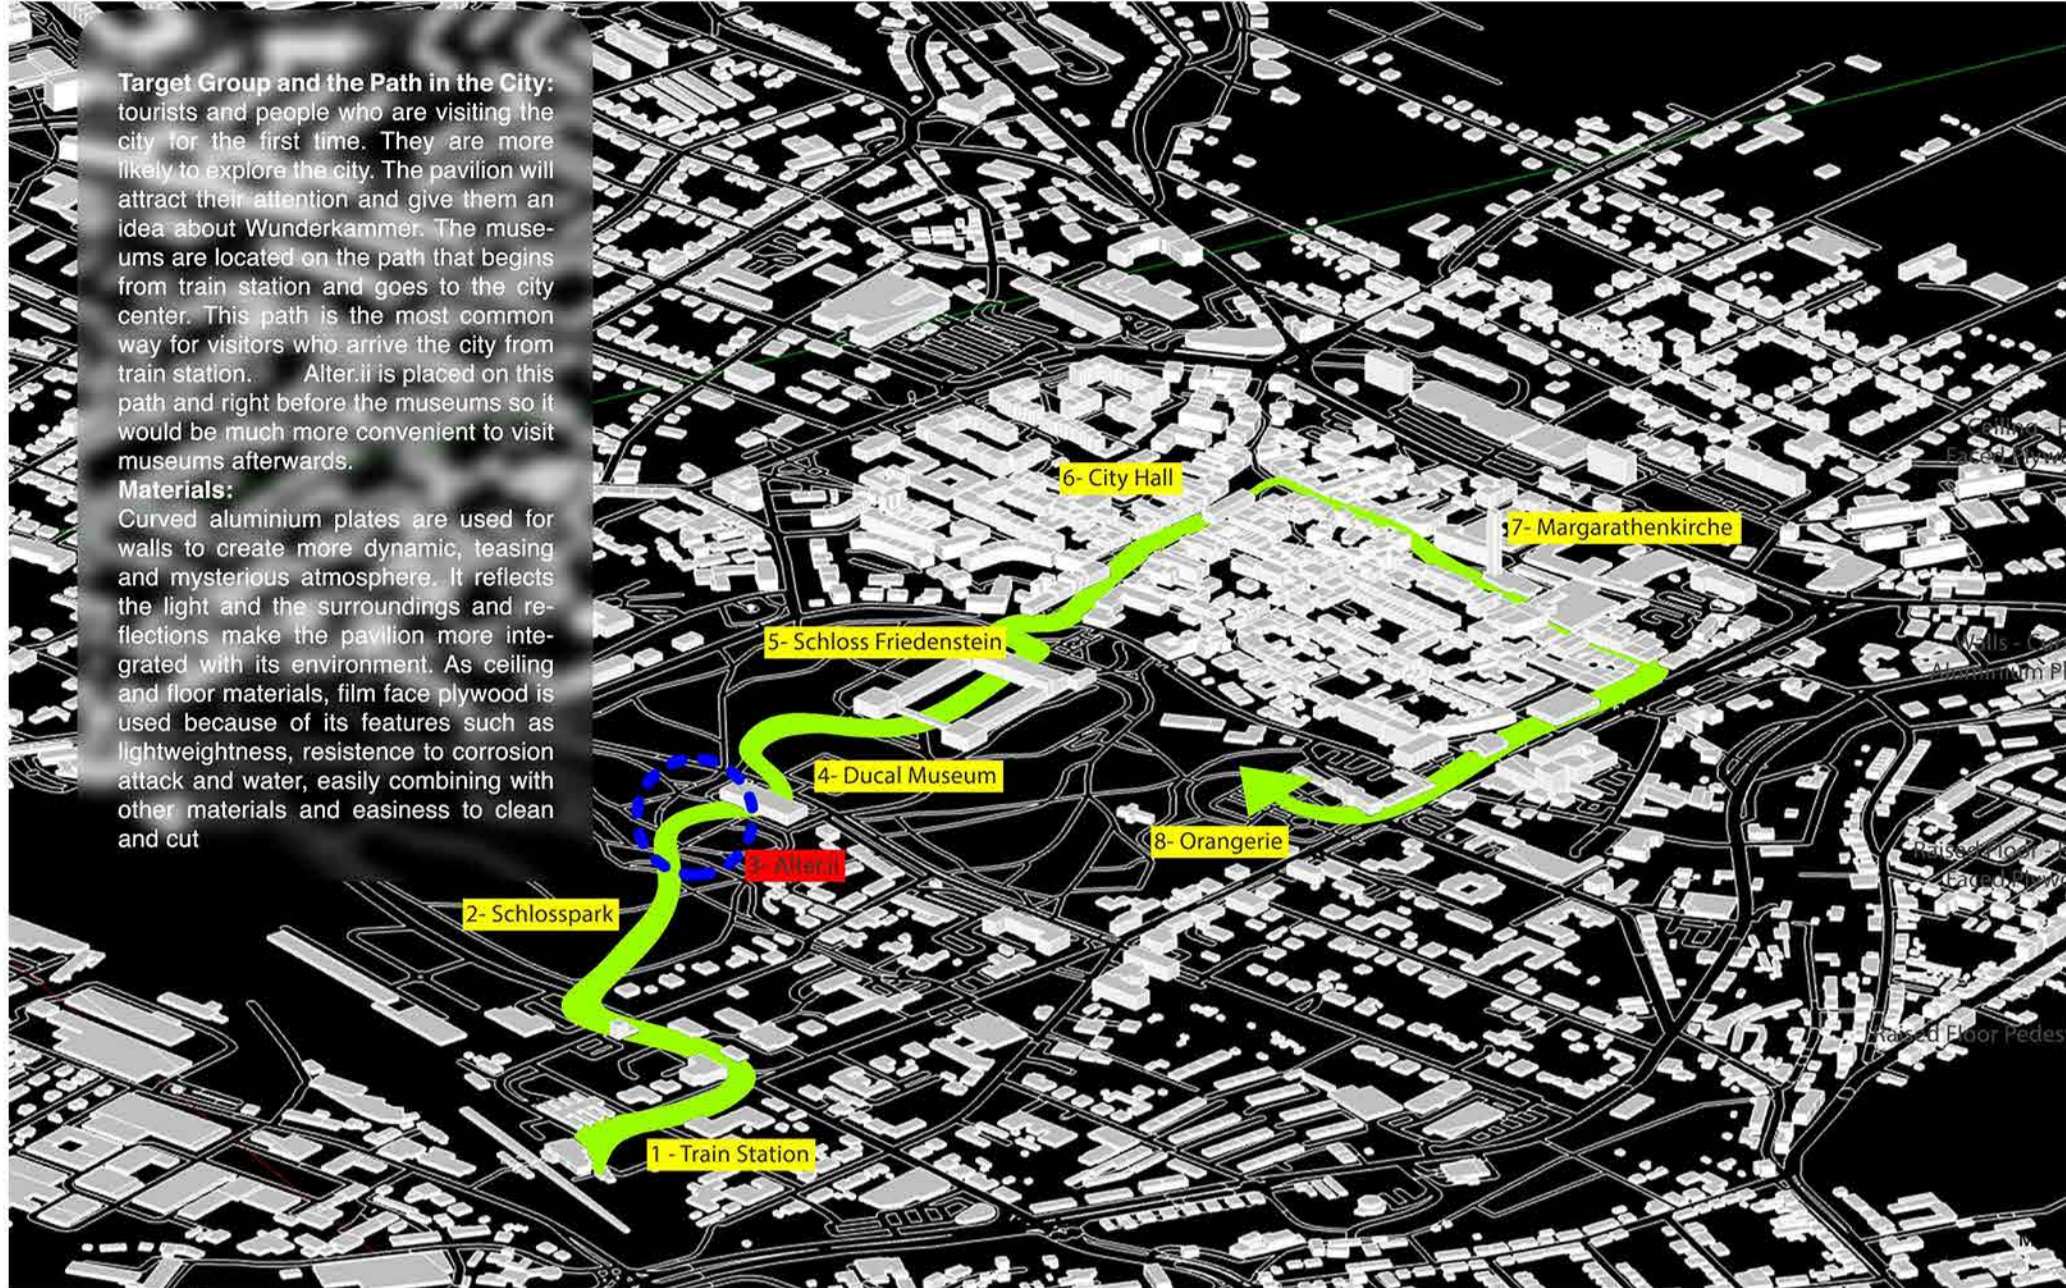 Target Group and the Path in the City:
tourists and people who are visiting the
city for the first time. They are more
likely to explore the city. The pavilion will
attract their attention and give them an
idea about Wunderkammer. The muse-
ums are located on the path that begins
from train station and goes to the city
center. This path is the most common
way for visitors who arrive the city from
train station. Alter.ii is placed on this
path and right before the museums so it
would be much more convenient to visit
museums afterwards.
Materials:
Curved aluminium plates are used for
walls to create more dynamic, teasing
and mysterious atmosphere. It reflects
the light and the surroundings and re-
flections make the pavilion more inte-
grated with its environment. As ceiling
and floor materials, film face plywood is
used because of its features such as
lightweightness, resistence to corrosion
attack and water, easily combining with
other materials and easiness to clean
and cut
6- City Hall
7- Margarathenkirche
5- Schloss Friedenstein
4- Ducal Museum
8- Orangerie
3- Alter.ii
2- Schlosspark
1 - Train Station
Ceiling -
Faced
Walls -
Aluminium
Raised Floor -
Faced
Raised Floor